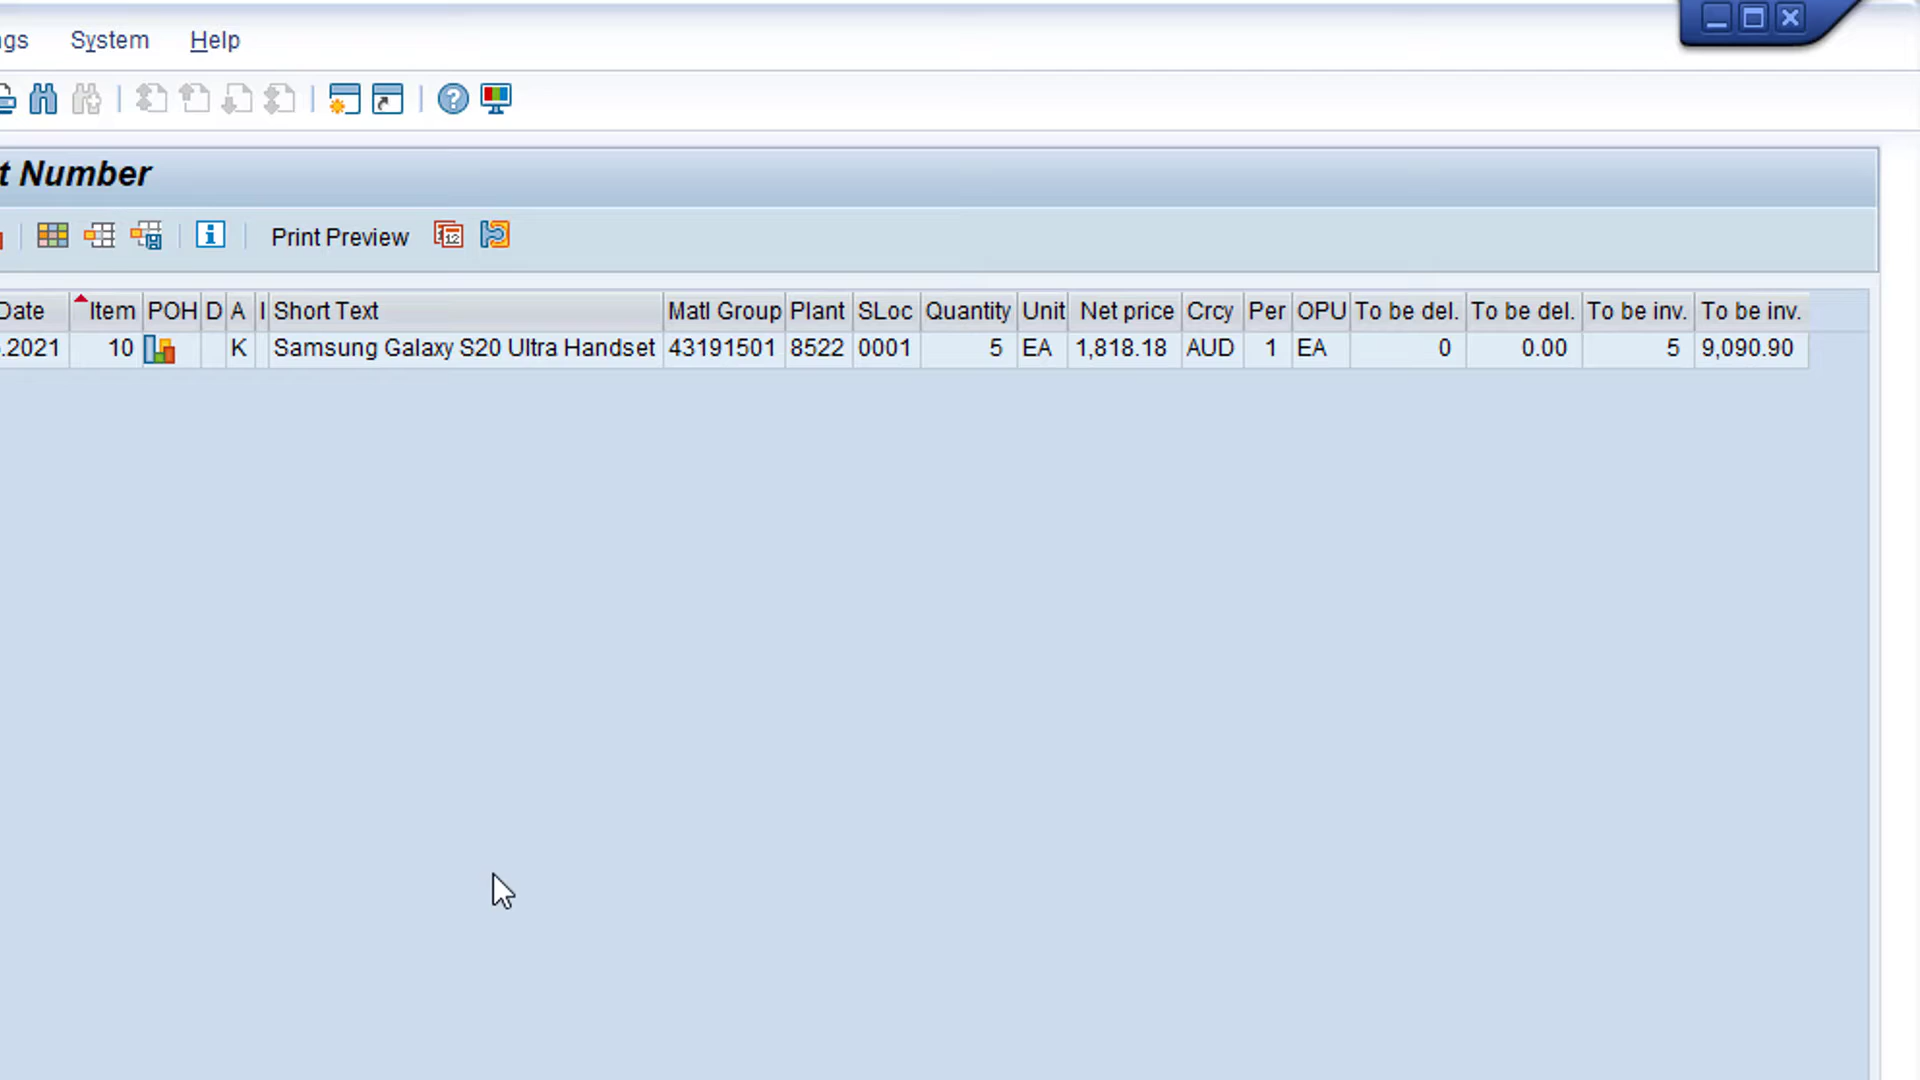 gs System Help
t Number
Print Preview
Date Item POH D A I Short Text Matl Group Plant SLoc Quantity Unit Net price Crcy Per OPU To be del. To be del. To be inv. To be inv.
.2021 10 K Samsung Galaxy S20 Ultra Handset 43191501 8522 0001 5 EA 1,818.18 AUD 1 EA 0 0.00 5 9,090.90